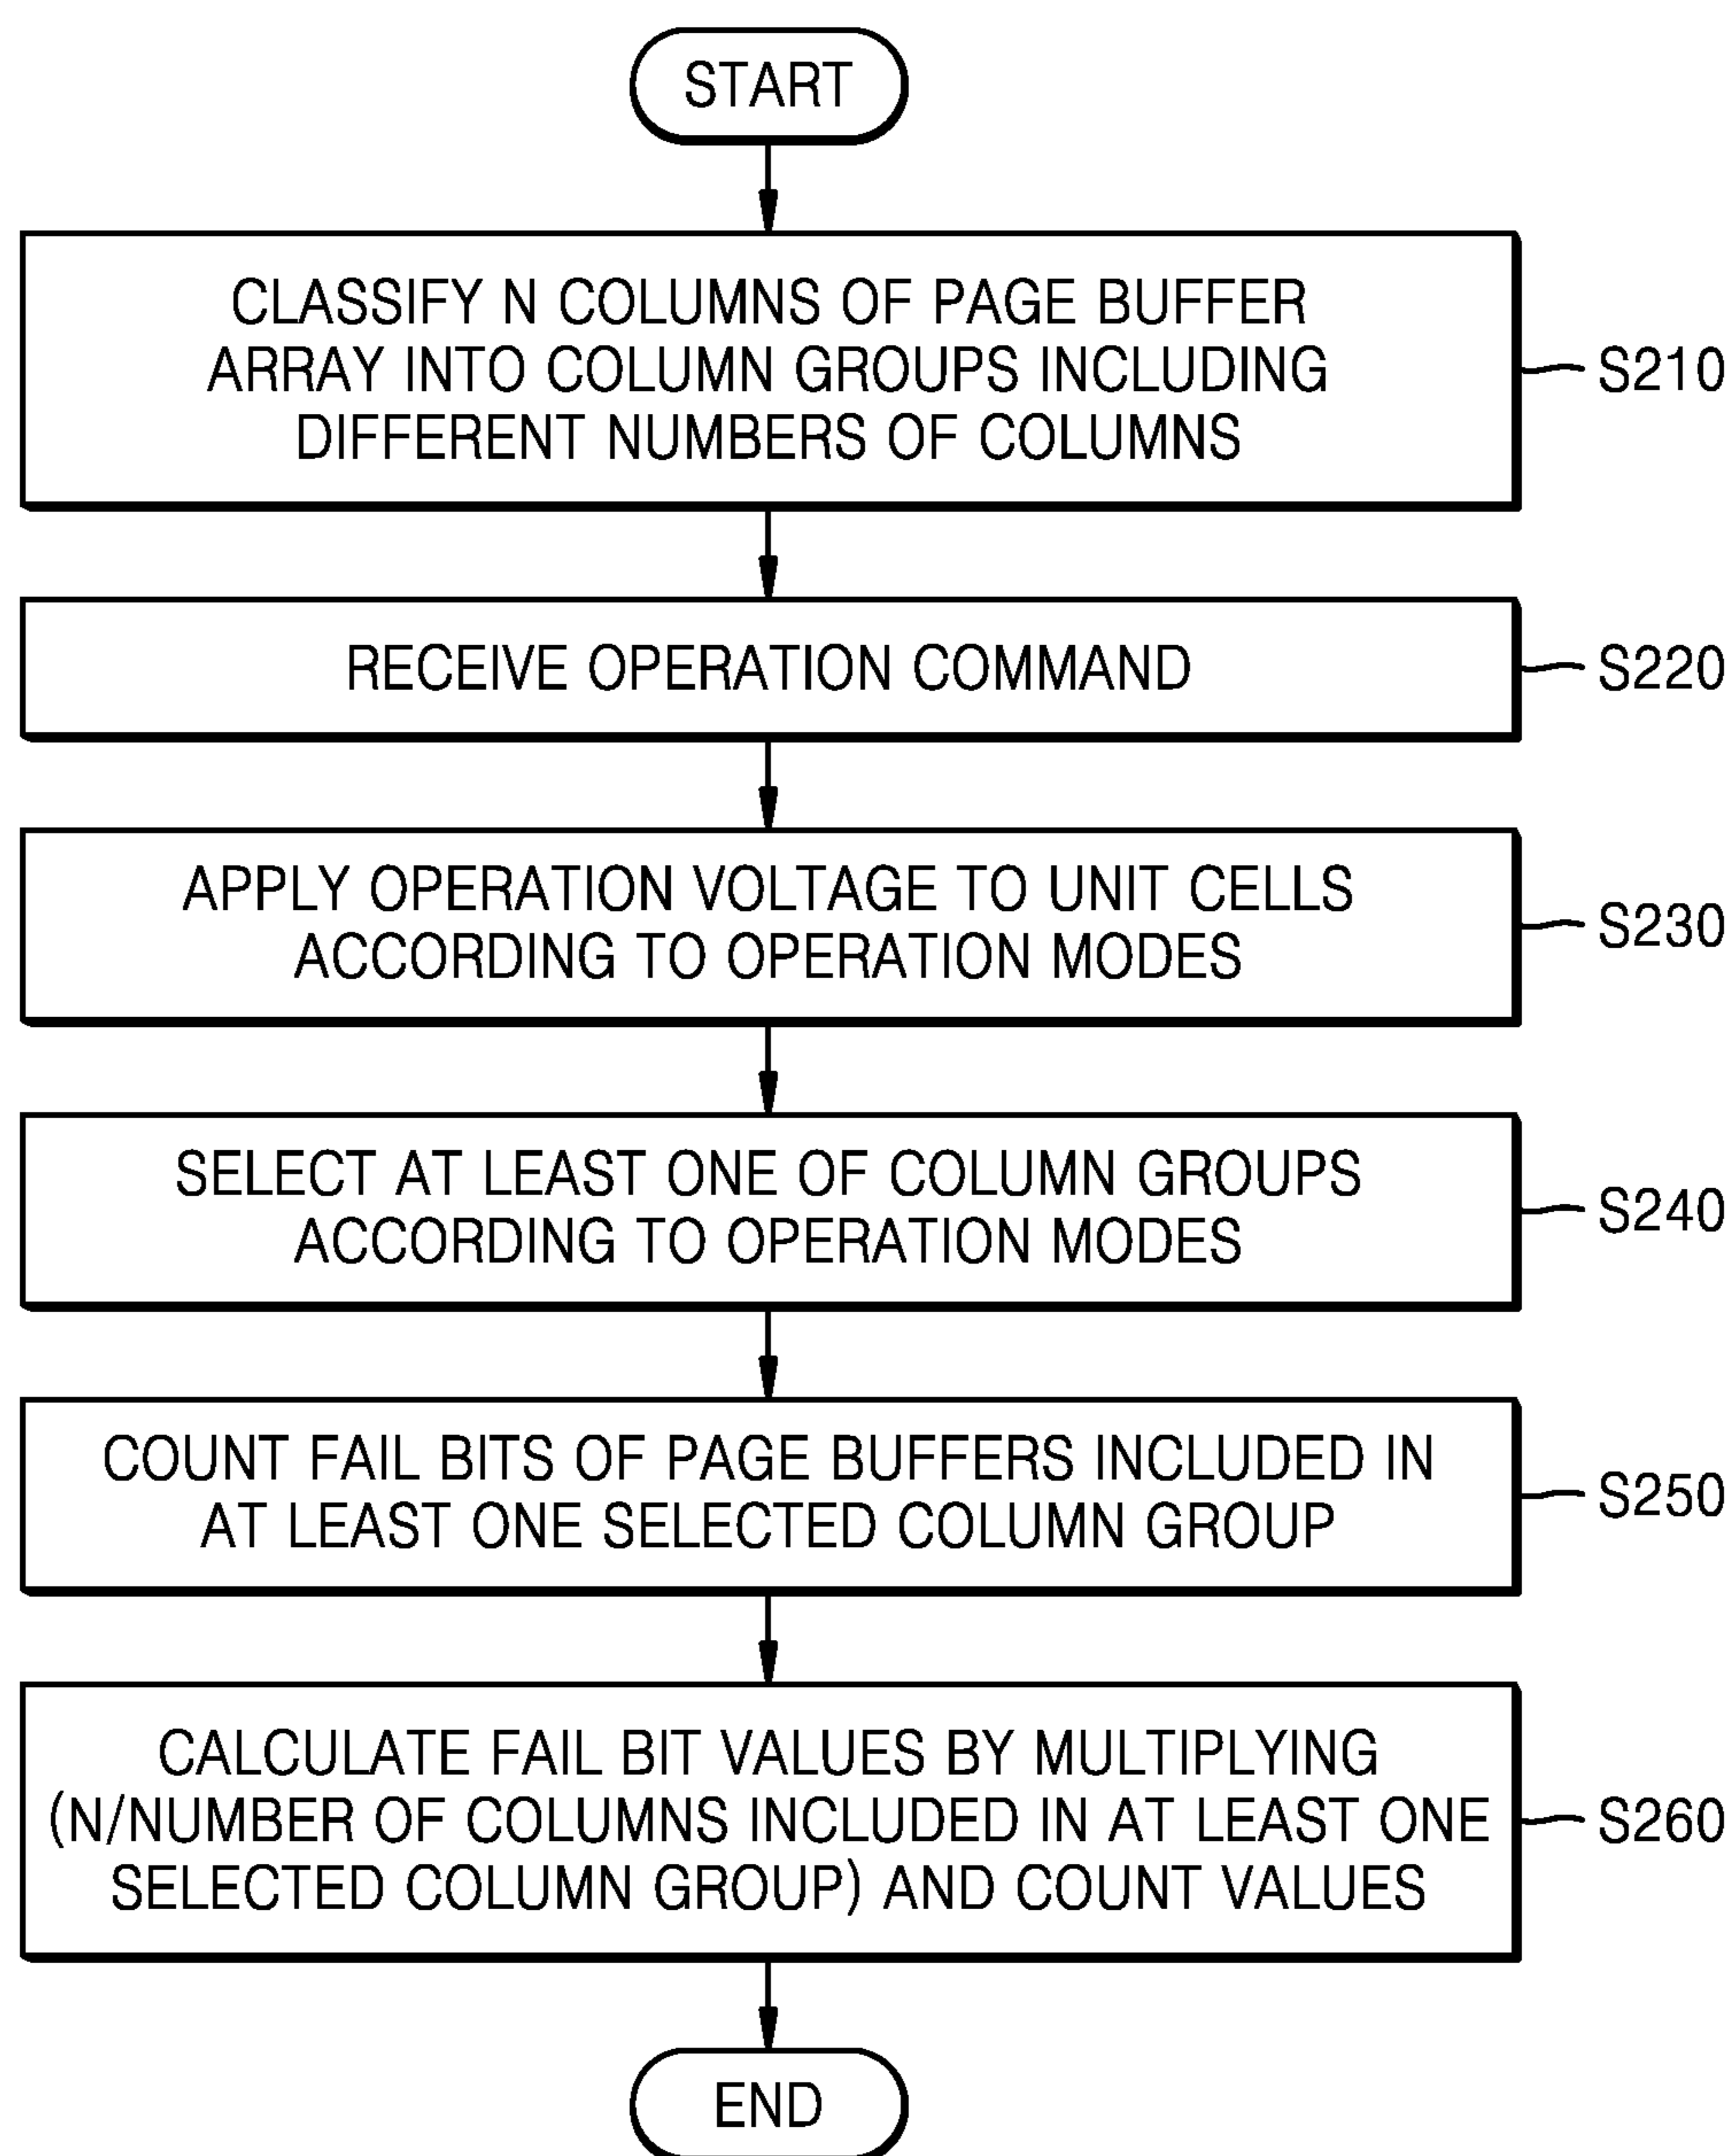 START
CLASSIFY N COLUMNS OF PAGE BUFFER
ARRAY INTO COLUMN GROUPS INCLUDING
DIFFERENT NUMBERS OF COLUMNS
S210
RECEIVE OPERATION COMMAND
S220
APPLY OPERATION VOLTAGE TO UNIT CELLS
ACCORDING TO OPERATION MODES
S230
SELECT AT LEAST ONE OF COLUMN GROUPS
ACCORDING TO OPERATION MODES
S240
COUNT FAIL BITS OF PAGE BUFFERS INCLUDED IN
AT LEAST ONE SELECTED COLUMN GROUP
S250
CALCULATE FAIL BIT VALUES BY MULTIPLYING
(N/NUMBER OF COLUMNS INCLUDED IN AT LEAST ONE
SELECTED COLUMN GROUP) AND COUNT VALUES
S260
END